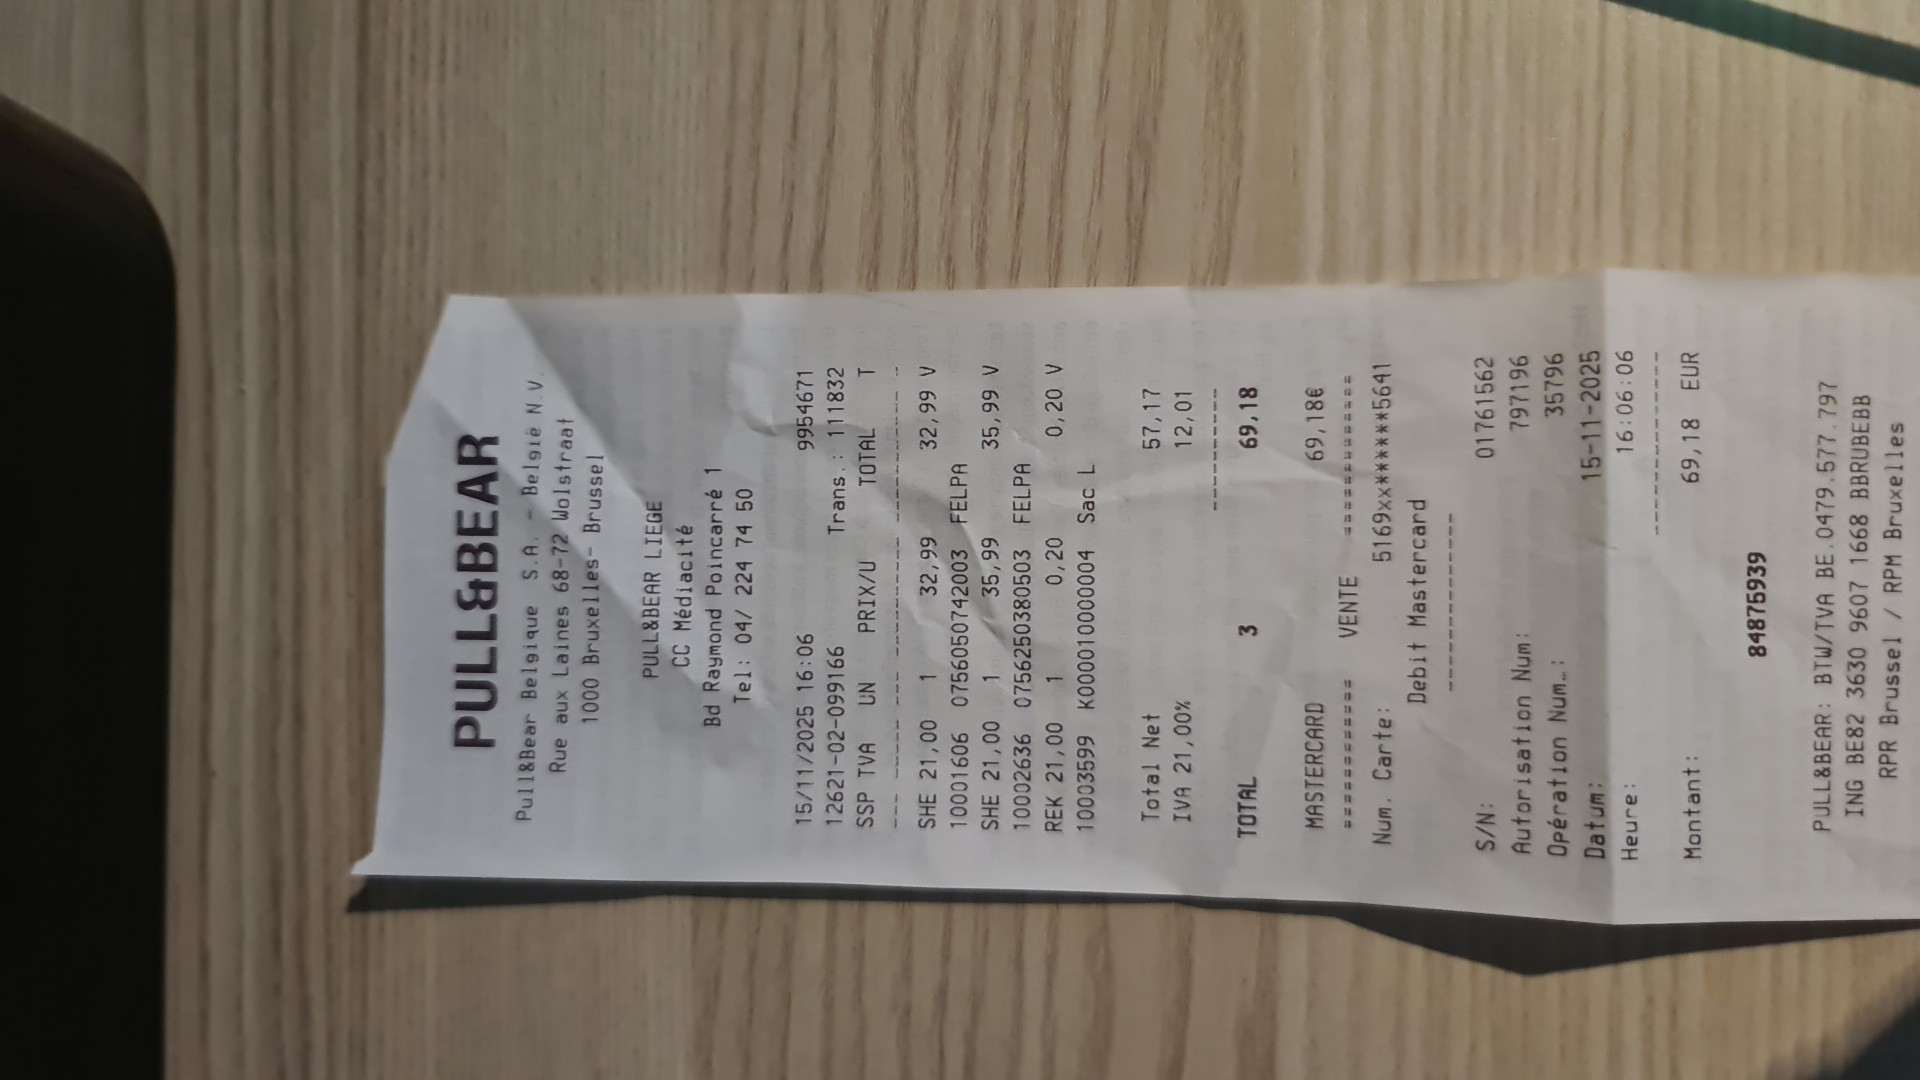 PULL&BEAR
Pull&Bear Belgique S.A. - België N.V.
Rue aux Laines 68-72 Wolstraat
1000 Bruxelles- Brussel
PULL&BEAR LIEGE
CC Médiacité
Bd Raymond Poincarré 1
Tel: 04/ 224 74 50
15/11/2025 16:06 9954671
12621-02-099166 Trans.: 111832
SSP TVA UN PRIX/U TOTAL T
--- ----- --- ---------- ---------- -
SHE 21,00 1 32,99 32,99 V
10001606 0756050742003 FELPA
SHE 21,00 1 35,99 35,99 V
10002636 0756250380503 FELPA
REK 21,00 1 0,20 0,20 V
10003599 K0000100000004 Sac L
Total Net 57,17
IVA 21,00% 12,01
------------
TOTAL 3 69,18
MASTERCARD 69,18€
============ VENTE =============
Num. Carte: 5169xx******5641
Debit Mastercard
----------------
S/N: 01761562
Autorisation Num: 797196
Opération Num.: 35796
Datum: 15-11-2025
Heure: 16:06:06
----------------
Montant: 69,18 EUR
84875939
PULL&BEAR: BTW/TVA BE.0479.577.797
ING BE82 3630 9607 1668 BBRUBEBB
RPR Brussel / RPM Bruxelles